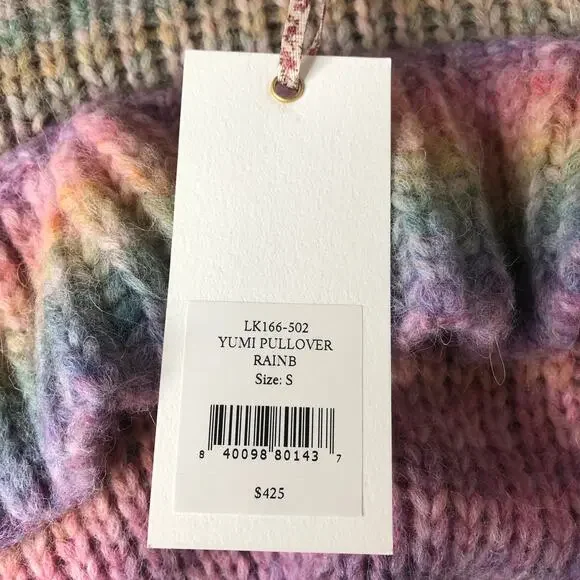 LK166-502
YUMI PULLOVER
RAINB
Size: S
8 40098 80143 7
$425